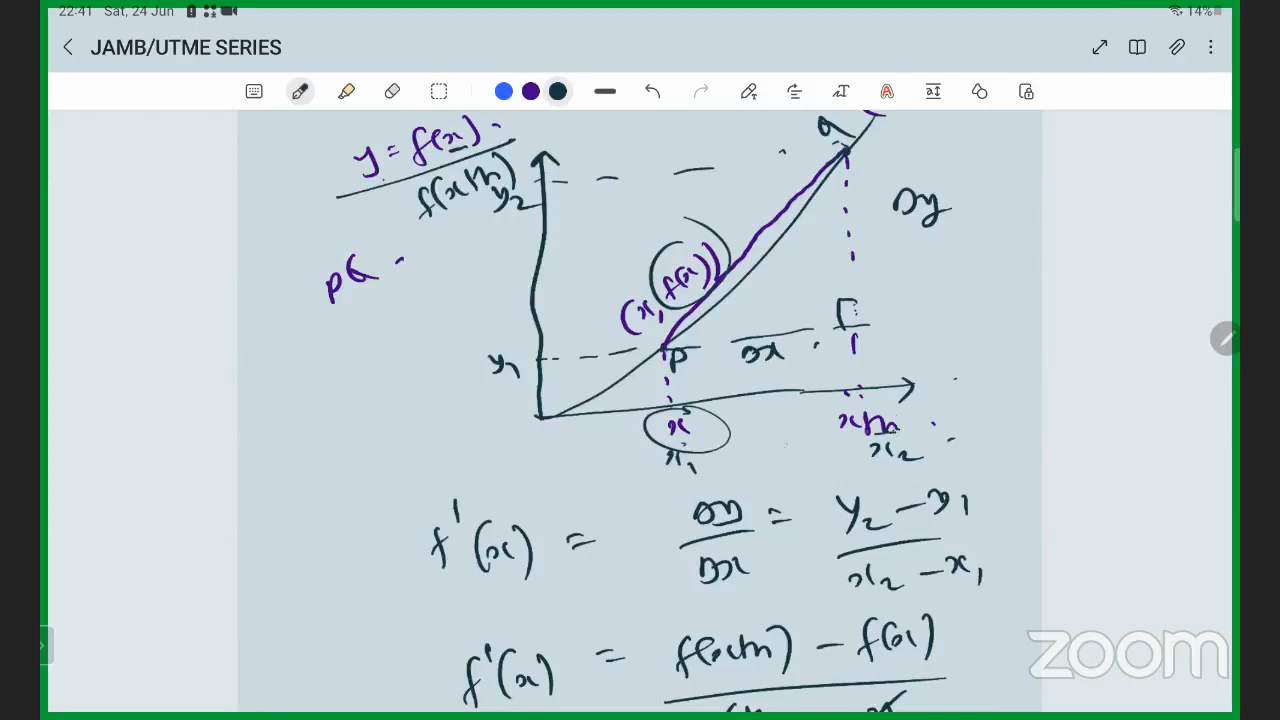 22:41 Sat, 24 Jun
14%
JAMB/UTME SERIES
y = f(x)
f(x+h)
y2
q
Δy
PQ
(x, f(x))
y1
P
Δx
x
x+h
x1
x2
f'(x) = Δy/Δx = y2 - y1 / x2 - x1
f'(x) = f(x+h) - f(x)
zoom